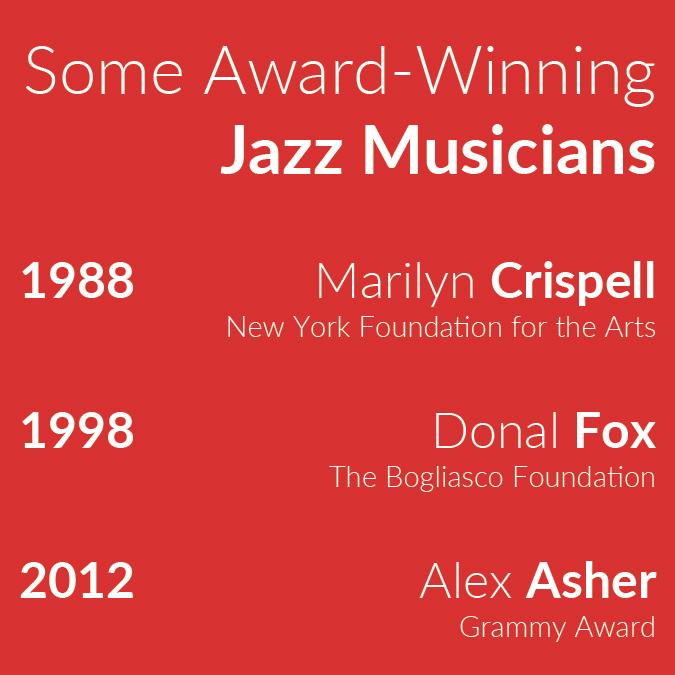 Some Award-Winning
Jazz Musicians
1988 Marilyn Crispell
New York Foundation for the Arts
1998 Donal Fox
The Bogliasco Foundation
2012 Alex Asher
Grammy Award